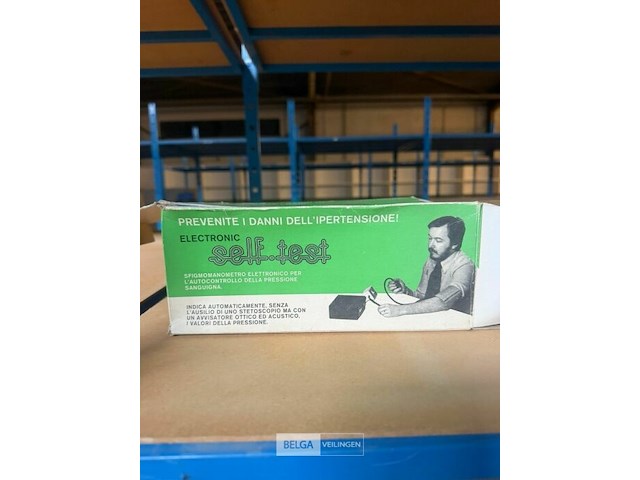 PREVENITE I DANNI DELL'IPERTENSIONE!
ELECTRONIC
self-test
SFIGMOMANOMETRO ELETTRONICO PER
L'AUTOCONTROLLO DELLA PRESSIONE
SANGUIGNA.
INDICA AUTOMATICAMENTE, SENZA
L'AUSILIO DI UNO STETOSCOPIO MA CON
UN AVVISATORE OTTICO ED ACUSTICO,
I VALORI DELLA PRESSIONE.
BELGA VEILINGEN